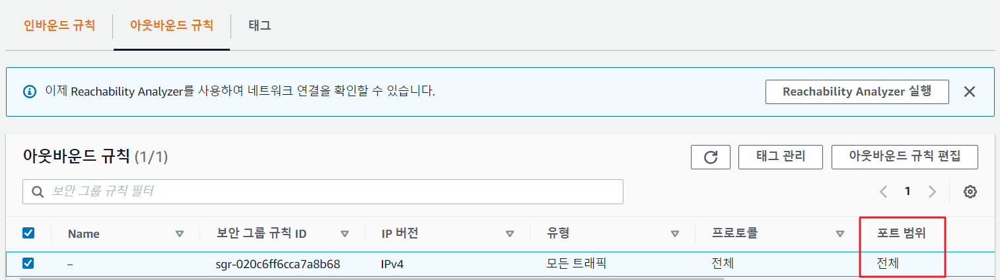 인바운드 규칙 아웃바운드 규칙 태그
이제 Reachability Analyzer를 사용하여 네트워크 연결을 확인할 수 있습니다. Reachability Analyzer 실행
아웃바운드 규칙 (1/1) 태그 관리 아웃바운드 규칙 편집
보안 그룹 규칙 필터 1
Name 보안 그룹 규칙 ID IP 버전 유형 프로토콜 포트 범위
– sgr-020c6ff6cca7a8b68 IPv4 모든 트래픽 전체 전체